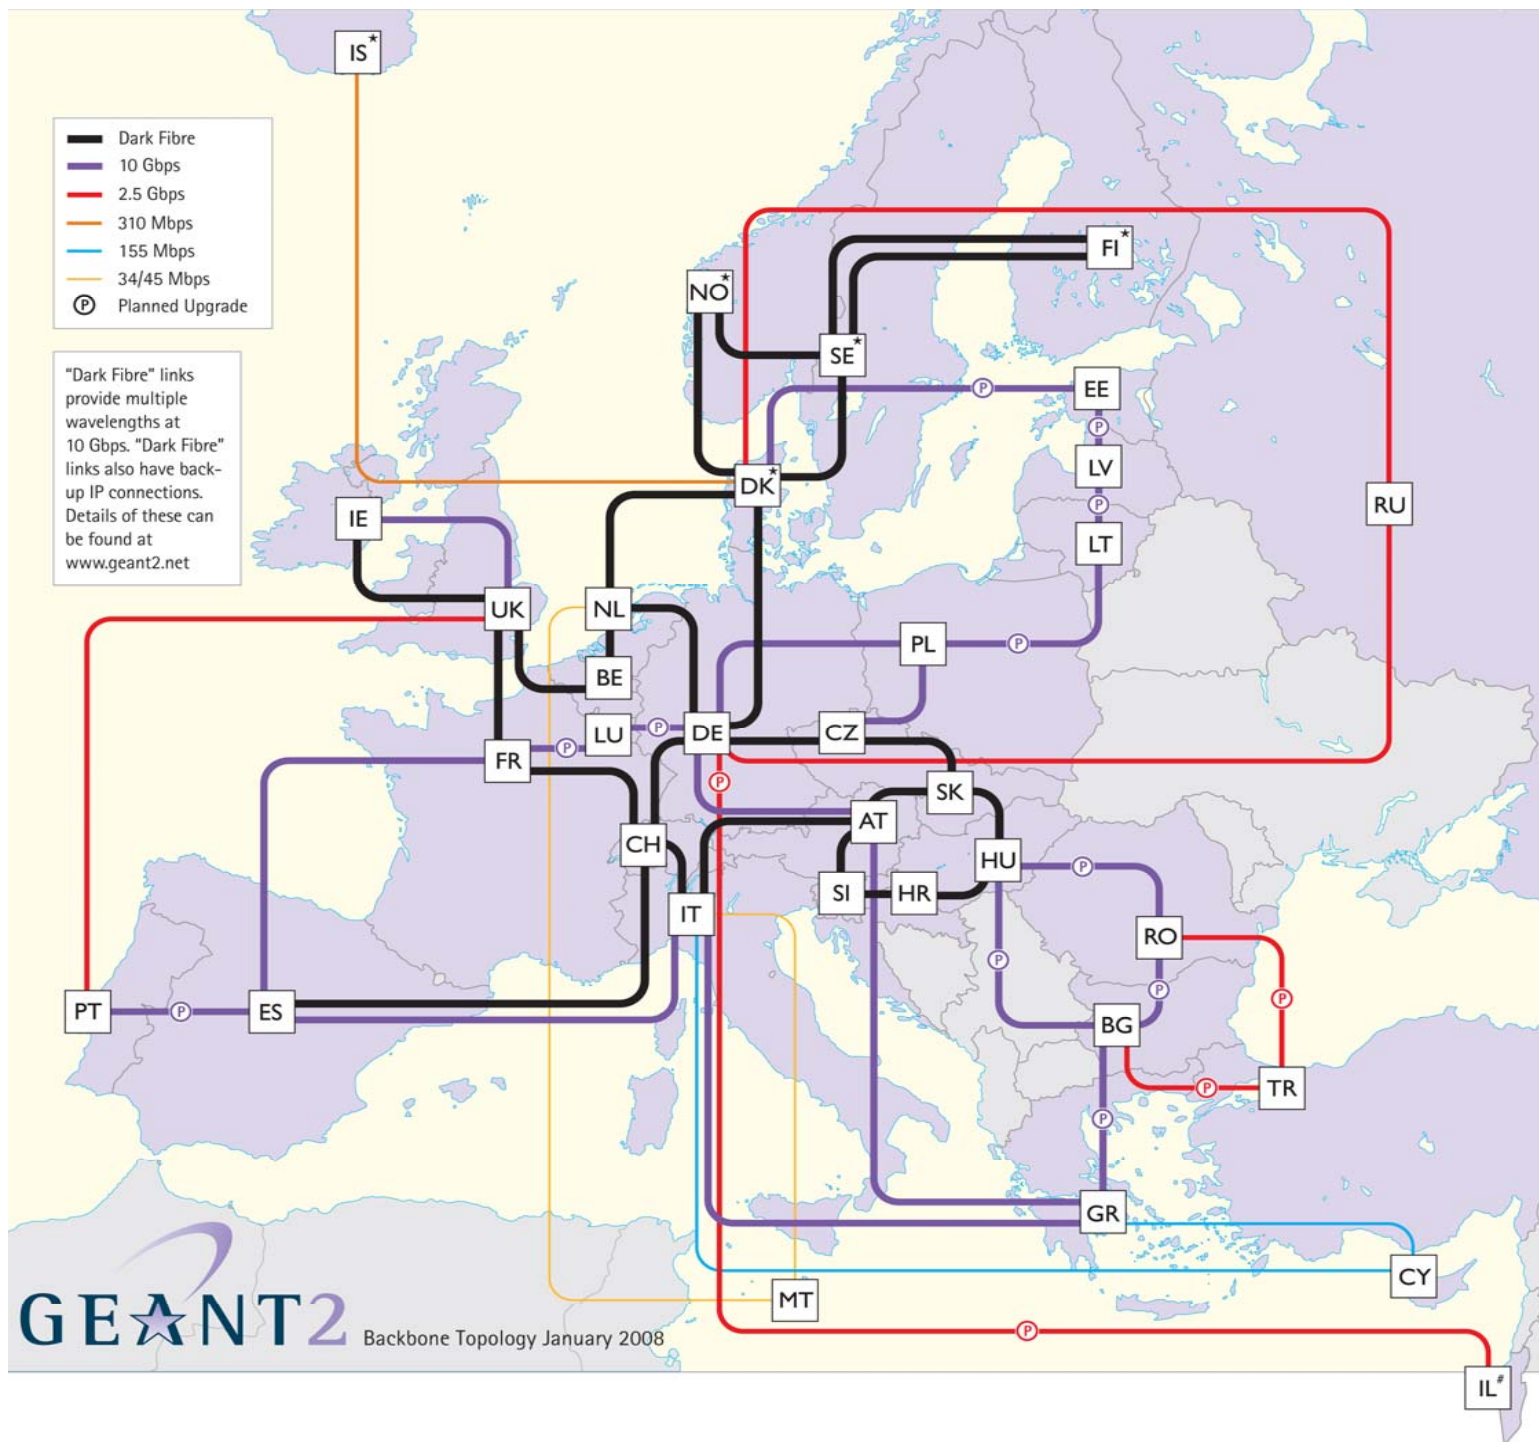 IS*
Dark Fibre
10 Gbps
2.5 Gbps
310 Mbps
155 Mbps
34/45 Mbps
P Planned Upgrade
"Dark Fibre" links
provide multiple
wavelengths at
10 Gbps. "Dark Fibre"
links also have back-
up IP connections.
Details of these can
be found at
www.geant2.net
FI*
NO*
SE*
P
EE
P
LV
DK*
P
RU
IE
LT
UK
NL
PL
P
BE
LU
P
DE
CZ
FR
P
P
SK
AT
CH
HU
P
SI
HR
IT
RO
P
P
P
PT
P
ES
BG
P
TR
P
GR
CY
MT
P
IL#
GEANT2 Backbone Topology January 2008